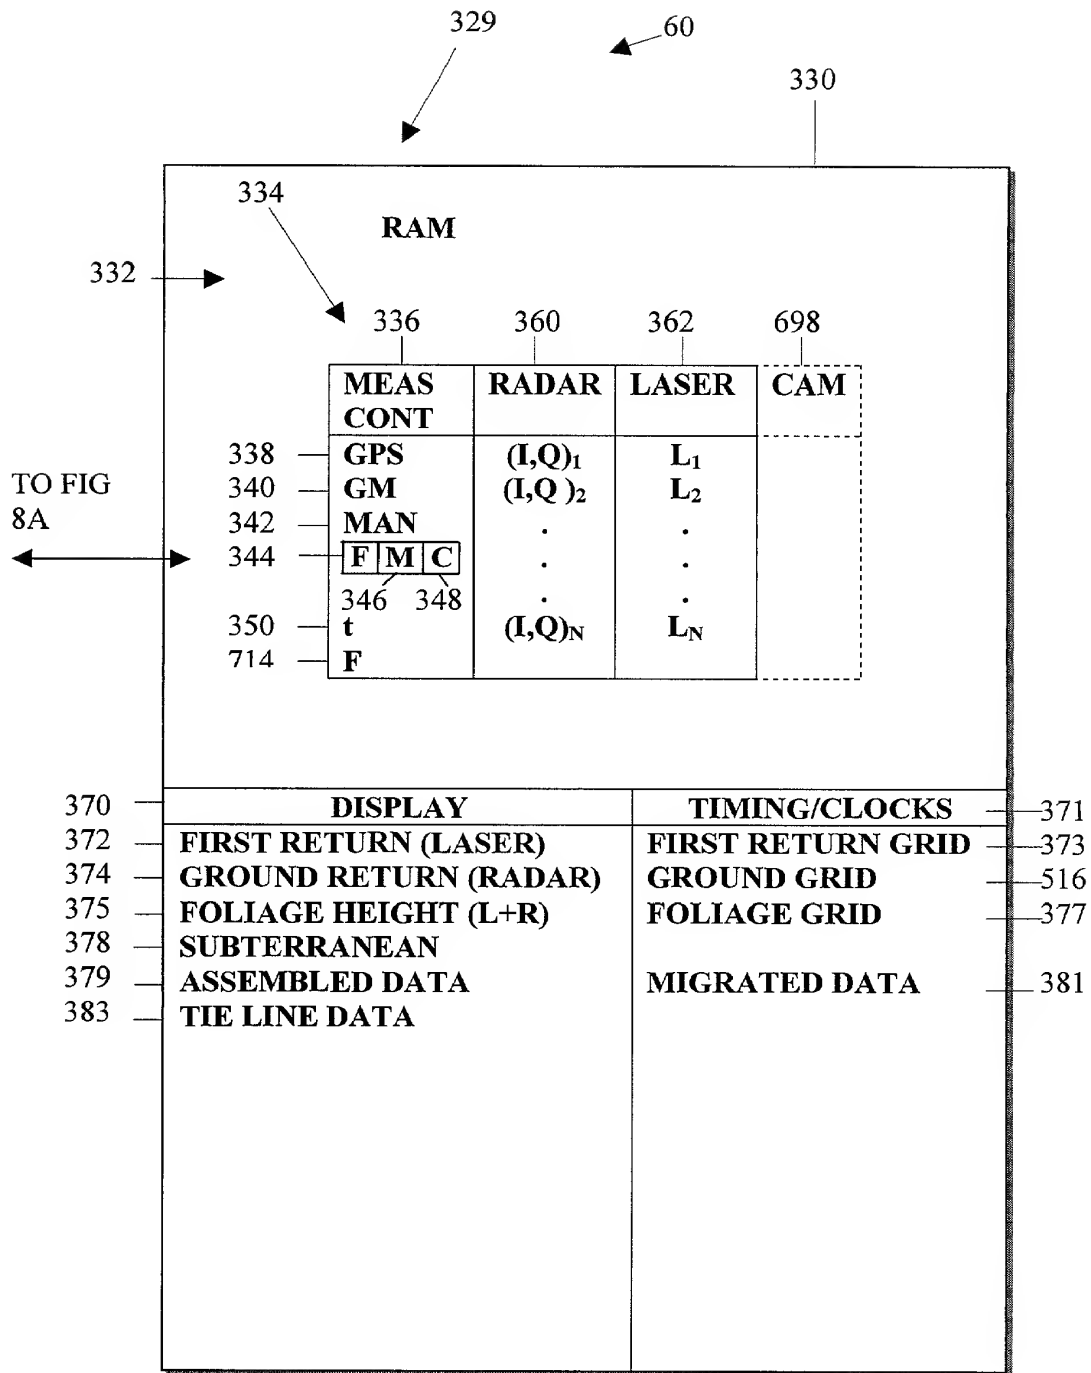 329
60
330
334
RAM
332
336 360 362 698
MEAS CONT RADAR LASER CAM
338 GPS (I,Q)₁ L₁
TO FIG 8A
340 GM (I,Q )₂ L₂
342 MAN . .
344 F M C . .
346 348 . .
350 t (I,Q)N LN
714 F
370 DISPLAY TIMING/CLOCKS 371
372 FIRST RETURN (LASER) FIRST RETURN GRID 373
374 GROUND RETURN (RADAR) GROUND GRID 516
375 FOLIAGE HEIGHT (L+R) FOLIAGE GRID 377
378 SUBTERRANEAN
379 ASSEMBLED DATA MIGRATED DATA 381
383 TIE LINE DATA